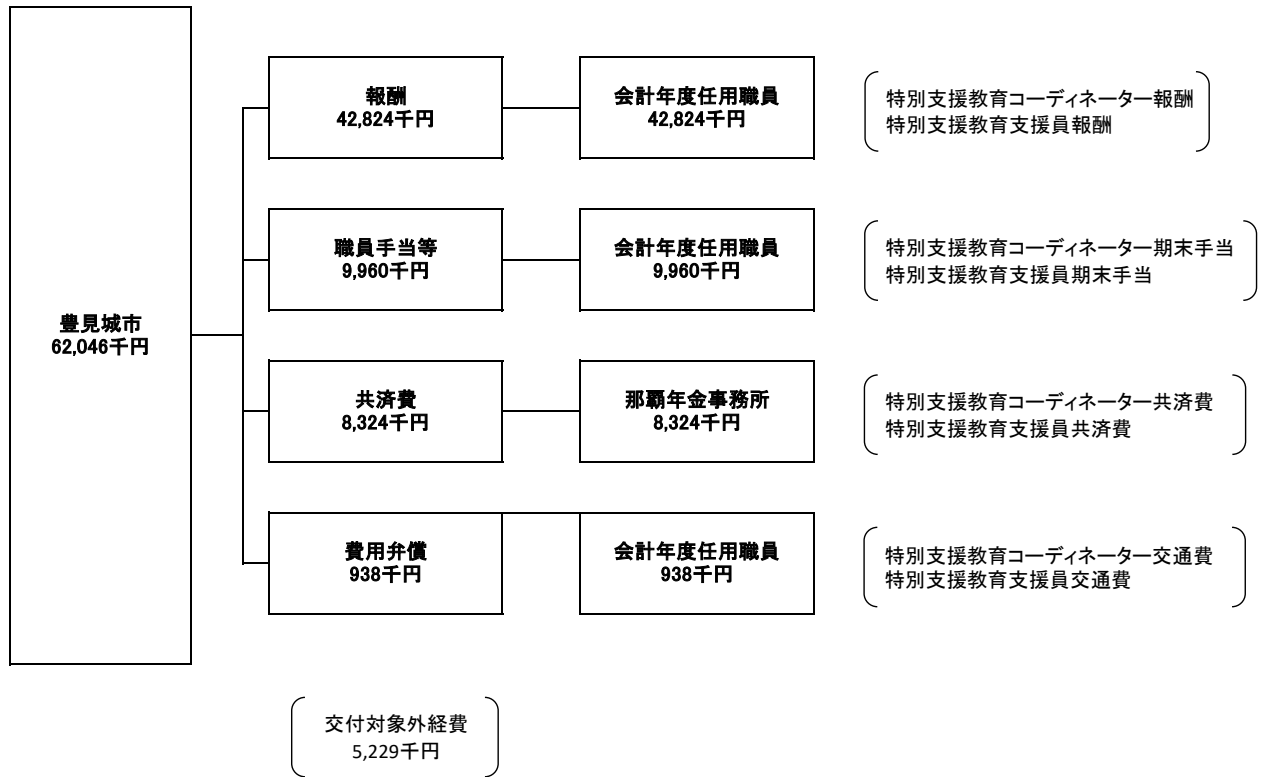 豊見城市
62,046千円
報酬
42,824千円
会計年度任用職員
42,824千円
特別支援教育コーディネーター報酬
特別支援教育支援員報酬
職員手当等
9,960千円
会計年度任用職員
9,960千円
特別支援教育コーディネーター期末手当
特別支援教育支援員期末手当
共済費
8,324千円
那覇年金事務所
8,324千円
特別支援教育コーディネーター共済費
特別支援教育支援員共済費
費用弁償
938千円
会計年度任用職員
938千円
特別支援教育コーディネーター交通費
特別支援教育支援員交通費
交付対象外経費
5,229千円